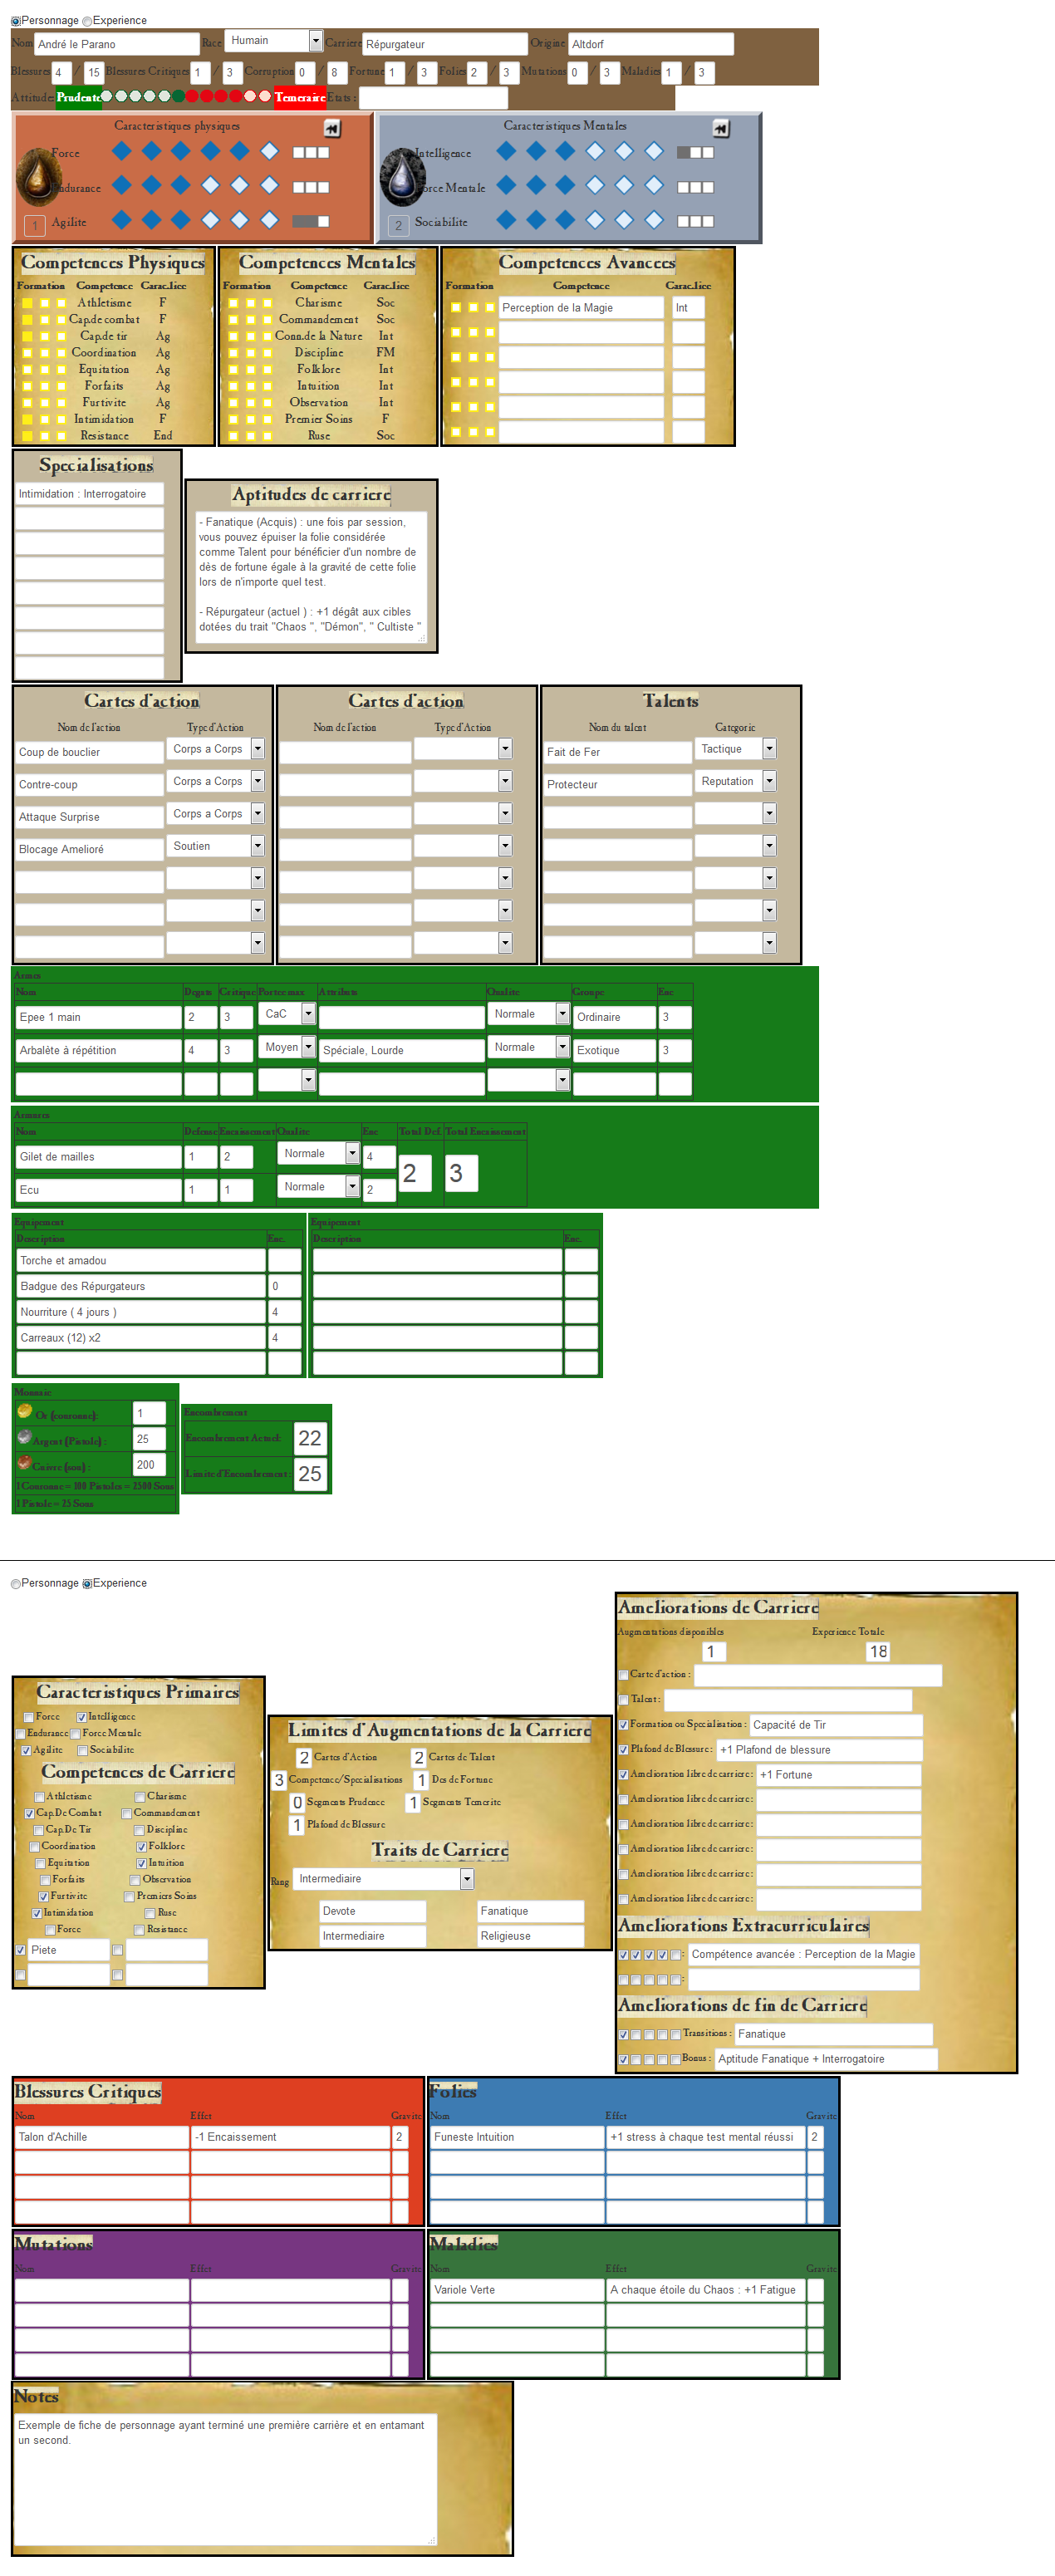 Personnage Experience
Nom André le Parano Race Humain Carriere Répurgateur Origine Altdorf
Blessures 4 / 15 Blessures Critiques 1 / 3 Corruption 0 / 8 Fortune 1 / 3 Folies 2 / 3 Mutations 0 / 3 Maladies 1 / 3
Attitude: Prudente Temeraire Etats :
Caracteristiques physiques
Force
Endurance
1 Agilite
Caracteristiques Mentales
Intelligence
Force Mentale
2 Sociabilite
Competences Physiques
Formation Competence Carac.liee
Athletisme F
Cap.de combat F
Cap.de tir Ag
Coordination Ag
Equitation Ag
Forfaits Ag
Furtivite Ag
Intimidation F
Resistance End
Competences Mentales
Formation Competence Carac.liee
Charisme Soc
Commandement Soc
Conn.de la Nature Int
Discipline FM
Folklore Int
Intuition Int
Observation Int
Premier Soins F
Ruse Soc
Competences Avancees
Formation Competence Carac.liee
Perception de la Magie Int
Specialisations
Intimidation : Interrogatoire
Aptitudes de carriere
- Fanatique (Acquis) : une fois par session,
vous pouvez épuiser la folie considérée
comme Talent pour bénéficier d'un nombre de
dès de fortune égale à la gravité de cette folie
lors de n'importe quel test.
- Répurgateur (actuel ) : +1 dégât aux cibles
dotées du trait "Chaos ", "Démon", " Cultiste "
Cartes d'action
Nom de l'action Type d'Action
Coup de bouclier Corps a Corps
Contre-coup Corps a Corps
Attaque Surprise Corps a Corps
Blocage Amelioré Soutien
Cartes d'action
Nom de l'action Type d'Action
Talents
Nom du talent Categorie
Fait de Fer Tactique
Protecteur Reputation
Armes
Nom Degats Critique Portee max Attributs Qualite Groupe Enc
Epee 1 main 2 3 CaC Normale Ordinaire 3
Arbalète à répétition 4 3 Moyen Spéciale, Lourde Normale Exotique 3
Armures
Nom Defense Encaissement Qualite Enc Total Def. Total Encaissement
Gilet de mailles 1 2 Normale 4 2 3
Ecu 1 1 Normale 2
Equipement
Description Enc.
Torche et amadou
Badgue des Répurgateurs 0
Nourriture ( 4 jours ) 4
Carreaux (12) x2 4
Equipement
Description Enc.
Monnaie
Or (couronne): 1
Argent (Pistole) : 25
Cuivre (sou) : 200
1 Couronne = 100 Pistoles = 2500 Sous
1 Pistole = 25 Sous
Encombrement
Encombrement Actuel: 22
Limite d'Encombrement : 25
Personnage Experience
Caracteristiques Primaires
Force Intelligence
Endurance Force Mentale
Agilite Sociabilite
Competences de Carriere
Athletisme Charisme
Cap.De Combat Commandement
Cap.De Tir Discipline
Coordination Folklore
Equitation Intuition
Forfaits Observation
Furtivite Premiers Soins
Intimidation Ruse
Force Resistance
Piete
Limites d'Augmentations de la Carriere
2 Cartes d'Action 2 Cartes de Talent
3 Competence/Specialisations 1 Des de Fortune
0 Segments Prudence 1 Segments Temerite
1 Plafond de Blessure
Traits de Carriere
Rang Intermediaire
Devote Fanatique
Intermediaire Religieuse
Ameliorations de Carriere
Augmentations disponibles Experience Totale
1 18
Carte d'action :
Talent :
Formation ou Specialisation : Capacité de Tir
Plafond de Blessure : +1 Plafond de blessure
Amelioration libre de carriere : +1 Fortune
Amelioration libre de carriere :
Amelioration libre de carriere :
Amelioration libre de carriere :
Amelioration libre de carriere :
Amelioration libre de carriere :
Ameliorations Extracurriculaires
: Compétence avancée : Perception de la Magie
:
Ameliorations de fin de Carriere
Transitions : Fanatique
Bonus : Aptitude Fanatique + Interrogatoire
Blessures Critiques
Nom Effet Gravite
Talon d'Achille -1 Encaissement 2
Folies
Nom Effet Gravite
Funeste Intuition +1 stress à chaque test mental réussi 2
Mutations
Nom Effet Gravite
Maladies
Nom Effet Gravite
Variole Verte A chaque étoile du Chaos : +1 Fatigue
Notes
Exemple de fiche de personnage ayant terminé une première carrière et en entamant
un second.